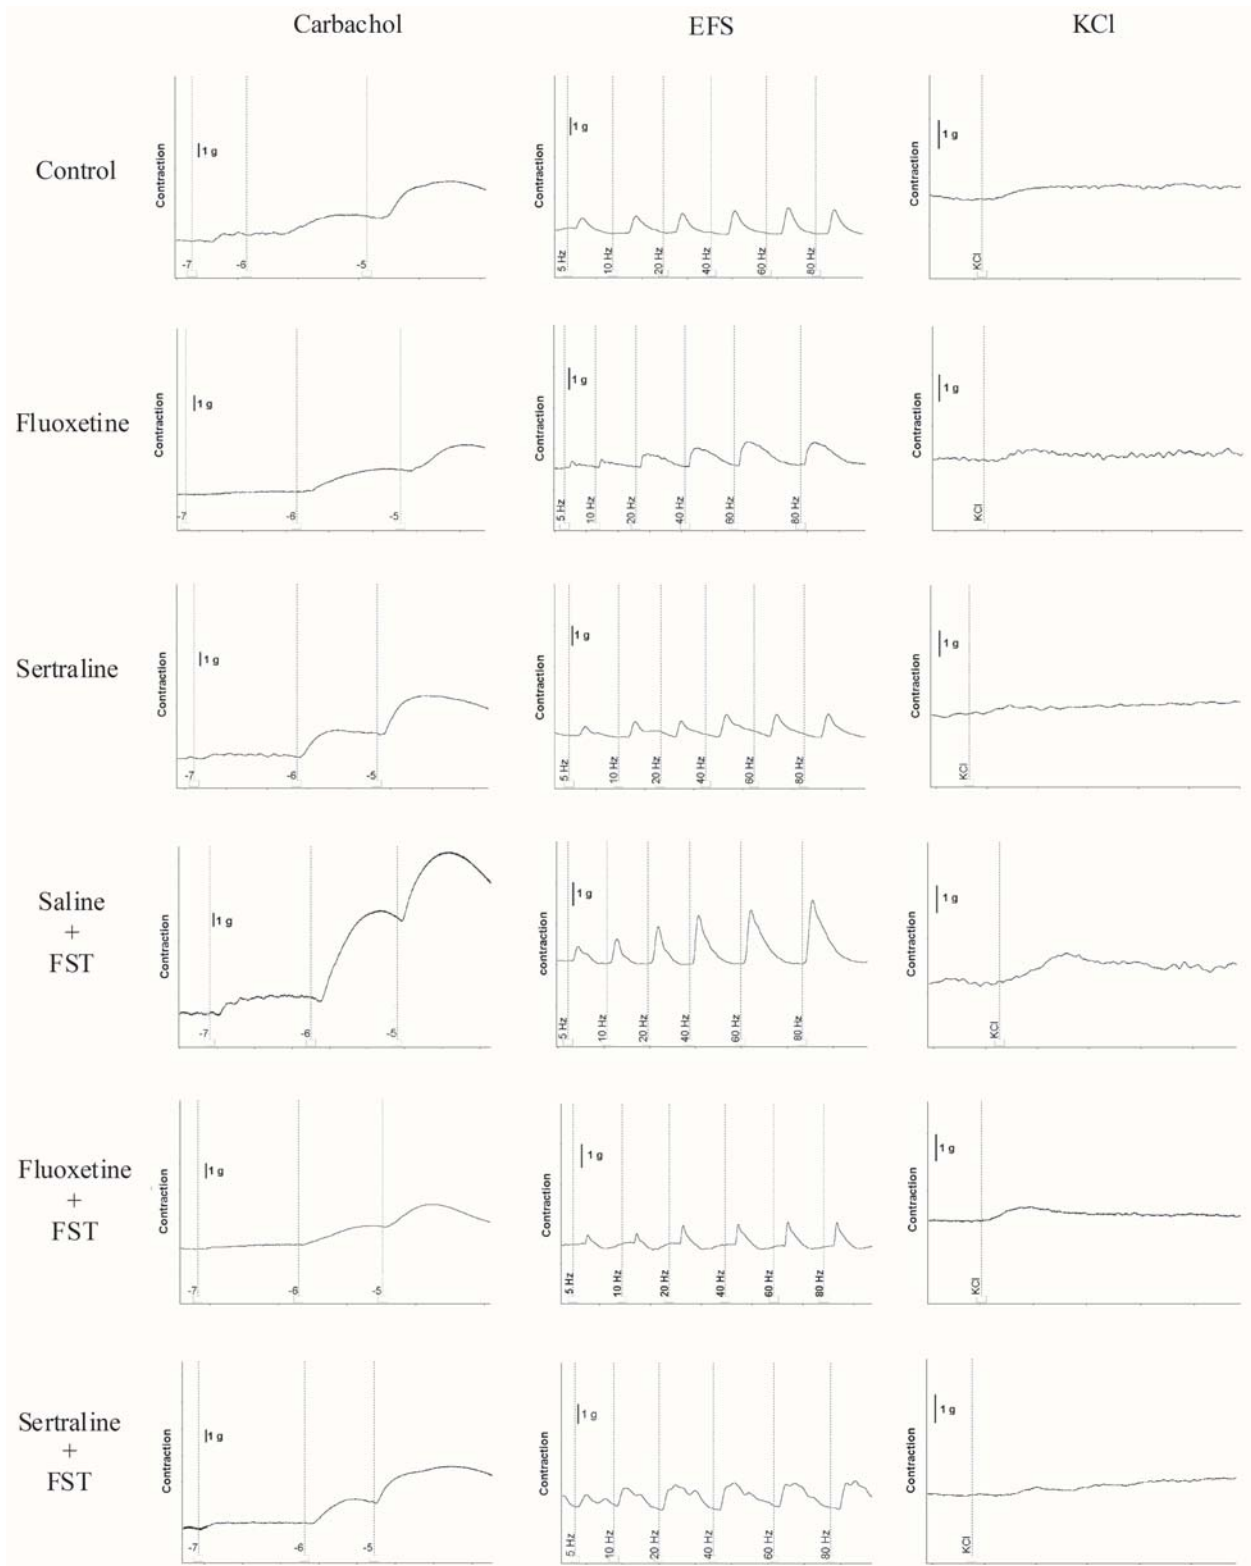 Carbachol EFS KCl
Control
Contraction
1 g
-7 -6 -5
Contraction
1 g
5 Hz 10 Hz 20 Hz 40 Hz 60 Hz 80 Hz
Contraction
1 g
KCl
Fluoxetine
Contraction
1 g
-7 -6 -5
Contraction
1 g
5 Hz 10 Hz 20 Hz 40 Hz 60 Hz 80 Hz
Contraction
1 g
KCl
Sertraline
Contraction
1 g
-7 -6 -5
Contraction
1 g
5 Hz 10 Hz 20 Hz 40 Hz 60 Hz 80 Hz
Contraction
1 g
KCl
Saline
+
FST
Contraction
1 g
-7 -6 -5
contraction
1 g
5 Hz 10 Hz 20 Hz 40 Hz 60 Hz 80 Hz
Contraction
1 g
KCl
Fluoxetine
+
FST
Contraction
1 g
-7 -6 -5
Contraction
1 g
5 Hz 10 Hz 20 Hz 40 Hz 60 Hz 80 Hz
Contraction
1 g
KCl
Sertraline
+
FST
Contraction
1 g
-7 -6 -5
Contraction
1 g
5 Hz 10 Hz 20 Hz 40 Hz 60 Hz 80 Hz
Contraction
1 g
KCl